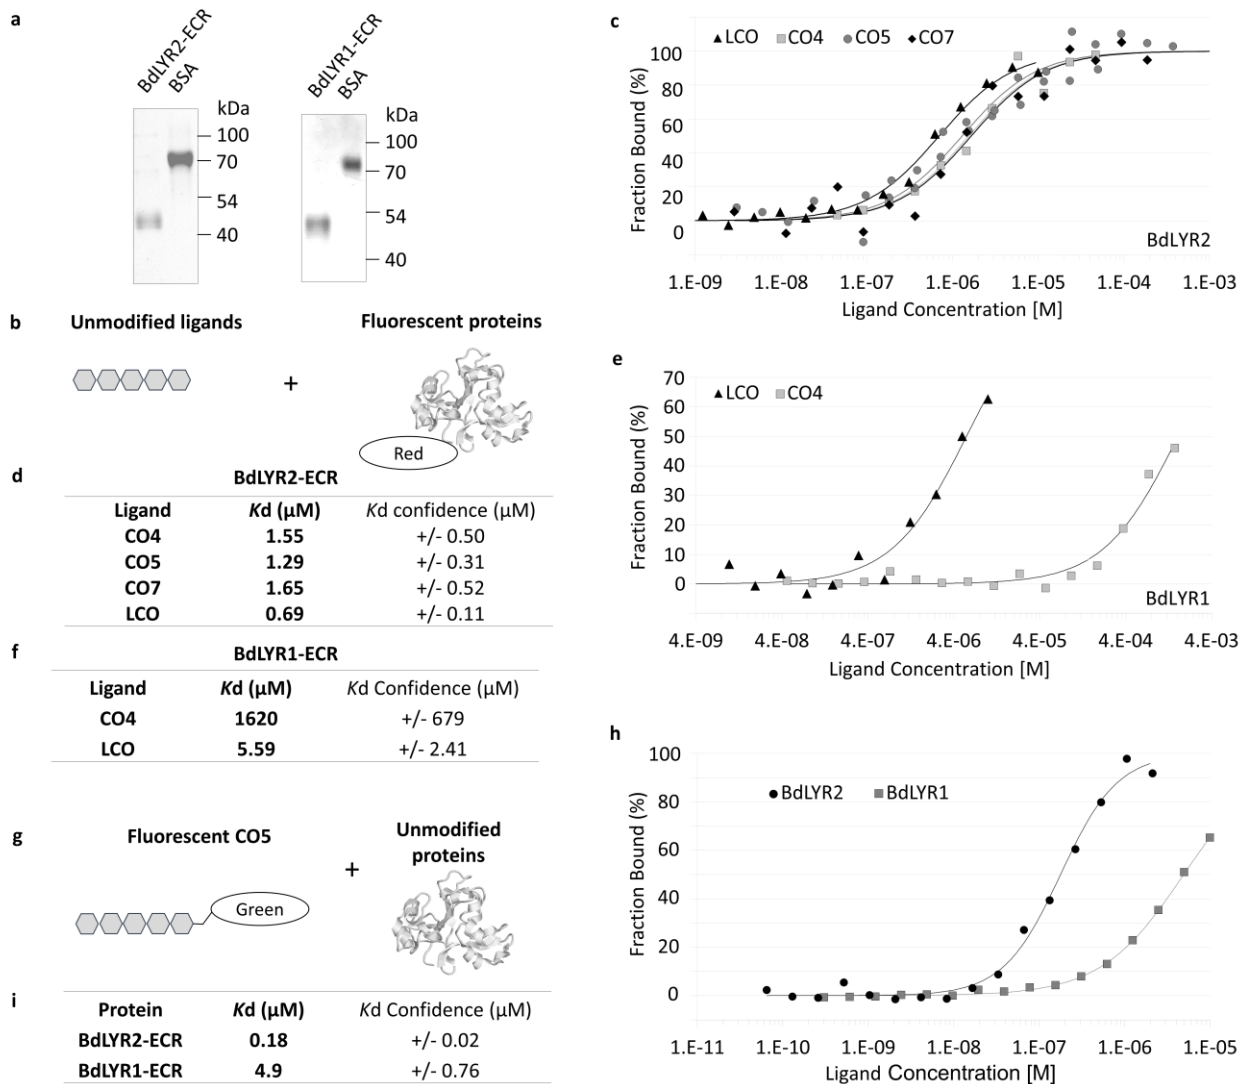 a
BdLYR2-ECR
BSA
kDa
100
70
54
40
BdLYR1-ECR
BSA
kDa
100
70
54
40
b
Unmodified ligands
+
Fluorescent proteins
Red
c
LCO CO4 CO5 CO7
Fraction Bound (%)
100
80
60
40
20
0
BdLYR2
1.E-09 1.E-08 1.E-07 1.E-06 1.E-05 1.E-04 1.E-03
Ligand Concentration [M]
d
BdLYR2-ECR
Ligand Kd (µM) Kd confidence (µM)
CO4 1.55 +/- 0.50
CO5 1.29 +/- 0.31
CO7 1.65 +/- 0.52
LCO 0.69 +/- 0.11
e
LCO CO4
Fraction Bound (%)
70
60
50
40
30
20
10
0
BdLYR1
4.E-09 4.E-08 4.E-07 4.E-06 4.E-05 4.E-04 4.E-03
Ligand Concentration [M]
f
BdLYR1-ECR
Ligand Kd (µM) Kd Confidence (µM)
CO4 1620 +/- 679
LCO 5.59 +/- 2.41
g
Fluorescent CO5
Green
+
Unmodified
proteins
h
BdLYR2 BdLYR1
Fraction Bound (%)
100
80
60
40
20
0
1.E-11 1.E-10 1.E-09 1.E-08 1.E-07 1.E-06 1.E-05
Ligand Concentration [M]
i
Protein Kd (µM) Kd Confidence (µM)
BdLYR2-ECR 0.18 +/- 0.02
BdLYR1-ECR 4.9 +/- 0.76